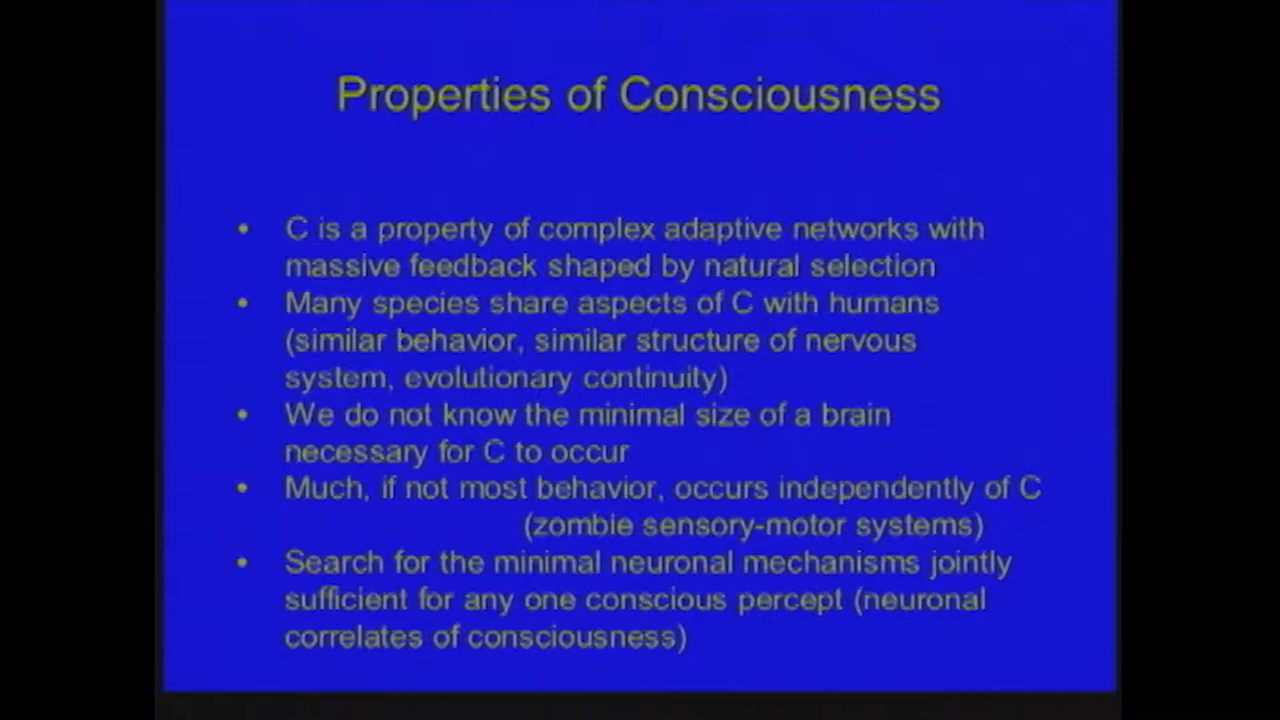 Properties of Consciousness
• C is a property of complex adaptive networks with
massive feedback shaped by natural selection
• Many species share aspects of C with humans
(similar behavior, similar structure of nervous
system, evolutionary continuity)
• We do not know the minimal size of a brain
necessary for C to occur
• Much, if not most behavior, occurs independently of C
(zombie sensory-motor systems)
• Search for the minimal neuronal mechanisms jointly
sufficient for any one conscious percept (neuronal
correlates of consciousness)